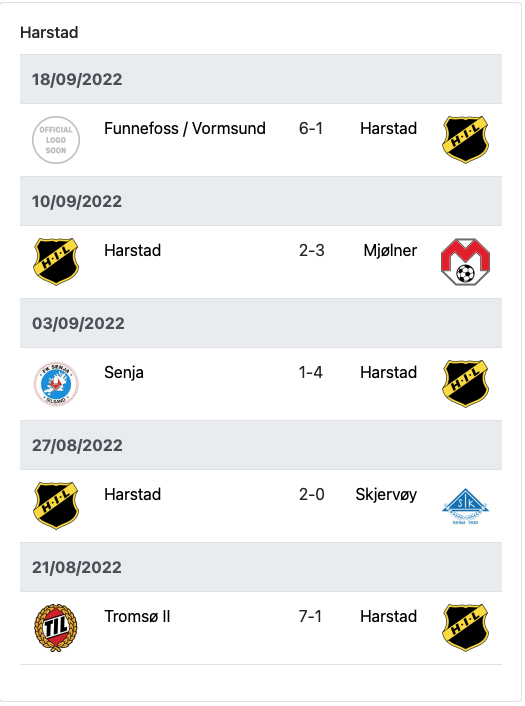 Harstad
18/09/2022
OFFICIAL
LOGO
SOON
Funnefoss / Vormsund 6-1 Harstad
H.I.L
10/09/2022
H.I.L
Harstad 2-3 Mjølner
03/09/2022
FK SENJA
SILSAND
Senja 1-4 Harstad
H.I.L
27/08/2022
H.I.L
Harstad 2-0 Skjervøy
SIK
21/08/2022
TIL
Tromsø II 7-1 Harstad
H.I.L